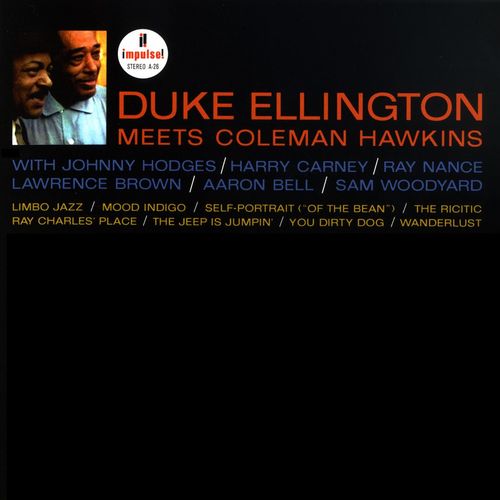 impulse!
STEREO A-26
DUKE ELLINGTON
MEETS COLEMAN HAWKINS
WITH JOHNNY HODGES / HARRY CARNEY / RAY NANCE
LAWRENCE BROWN / AARON BELL / SAM WOODYARD
LIMBO JAZZ / MOOD INDIGO / SELF-PORTRAIT ("OF THE BEAN") / THE RICITIC
RAY CHARLES' PLACE / THE JEEP IS JUMPIN' / YOU DIRTY DOG / WANDERLUST